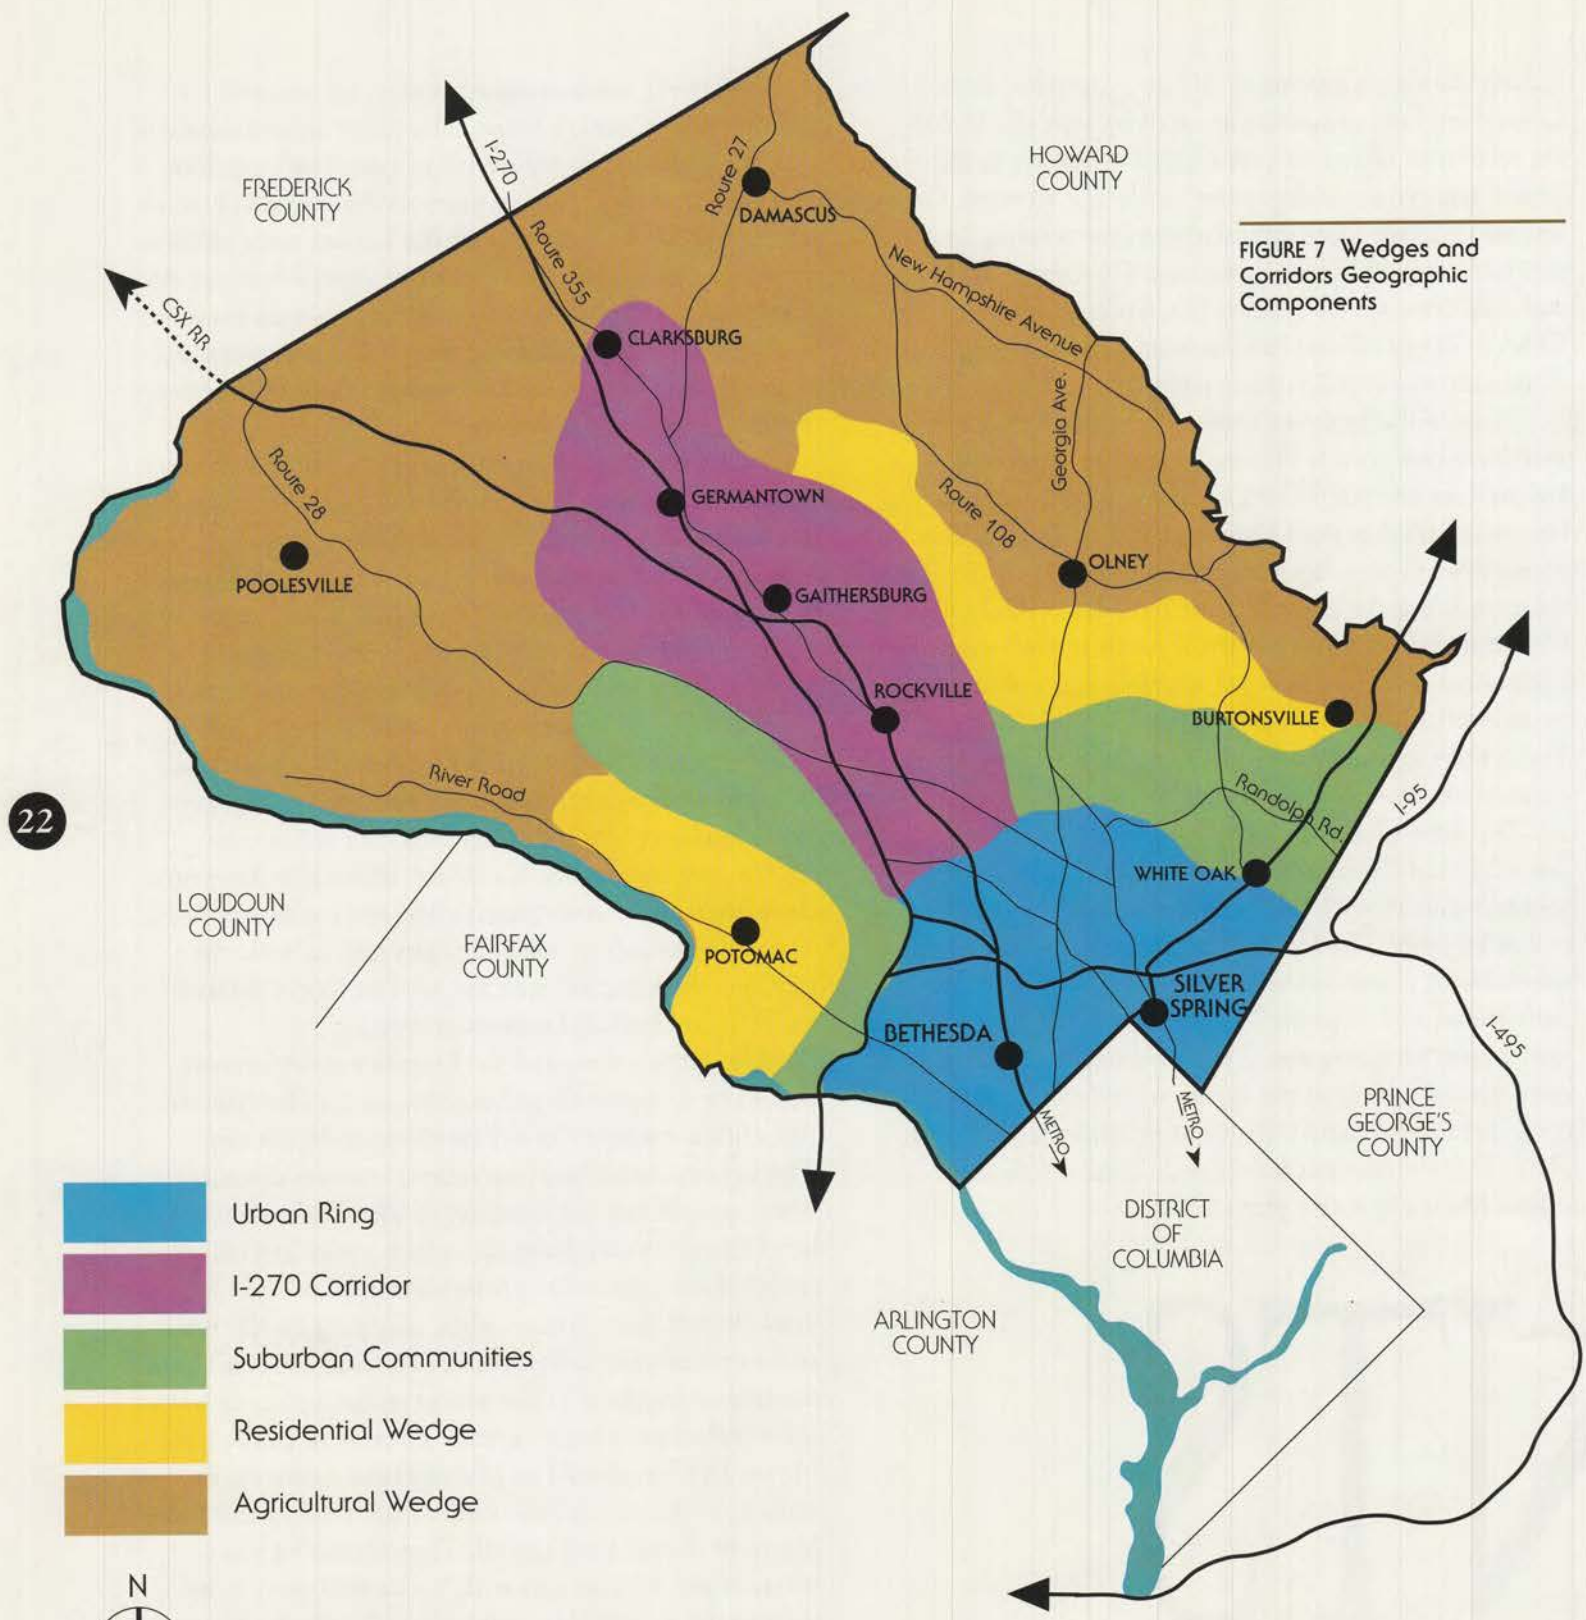 FREDERICK
COUNTY
I-270
CSX RR
Route 355
Route 27
DAMASCUS
HOWARD
COUNTY
FIGURE 7 Wedges and
Corridors Geographic
Components
New Hampshire Avenue
CLARKSBURG
Georgia Ave.
Route 28
GERMANTOWN
Route 108
OLNEY
POOLESVILLE
GAITHERSBURG
ROCKVILLE
BURTONSVILLE
River Road
Randolph Rd.
I-95
22
WHITE OAK
LOUDOUN
COUNTY
FAIRFAX
COUNTY
POTOMAC
SILVER
SPRING
BETHESDA
I-495
METRO
METRO
PRINCE
GEORGE'S
COUNTY
DISTRICT
OF
COLUMBIA
ARLINGTON
COUNTY
Urban Ring
I-270 Corridor
Suburban Communities
Residential Wedge
Agricultural Wedge
N